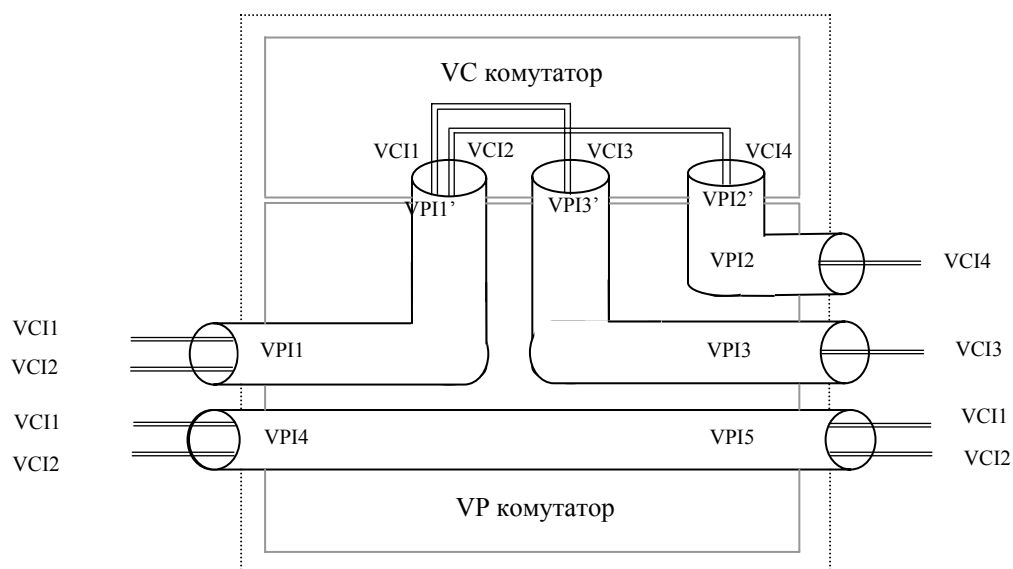 VC комутатор
VCI1
VCI2
VCI3
VCI4
VPI1’
VPI3’
VPI2’
VPI2
VCI4
VCI1
VCI2
VPI1
VPI3
VCI3
VCI1
VCI2
VPI4
VPI5
VCI1
VCI2
VP комутатор